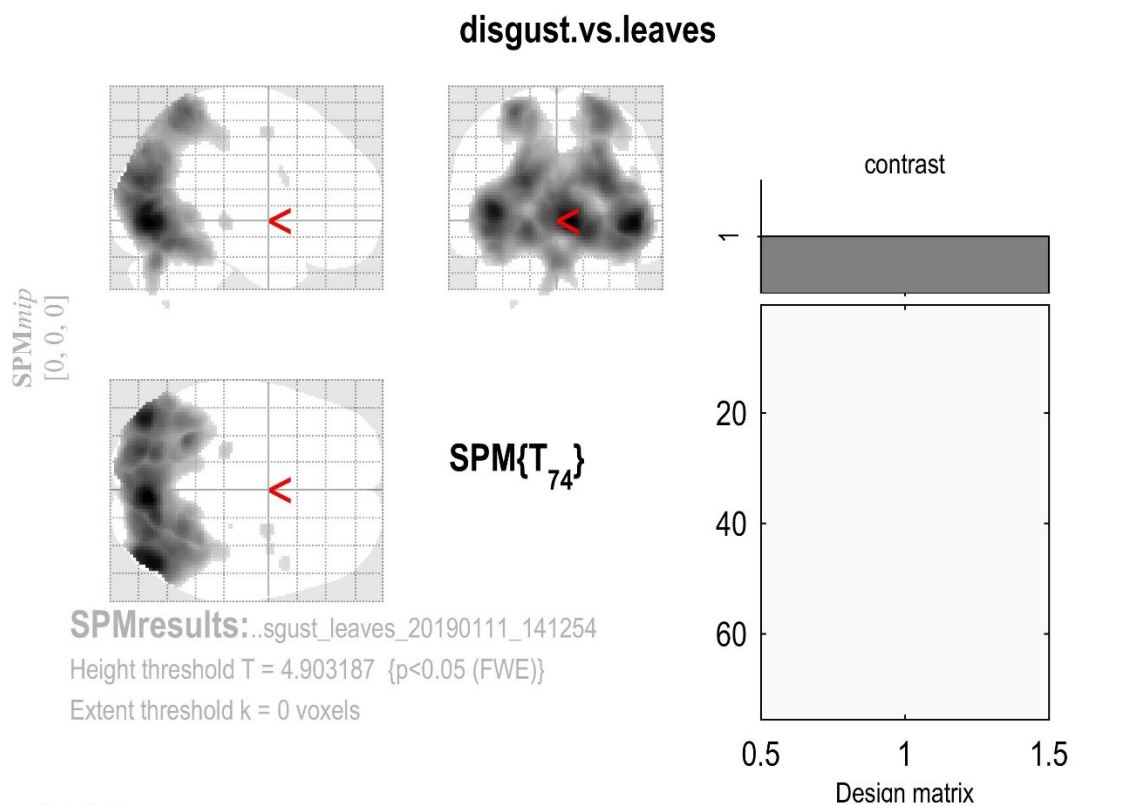 disgust.vs.leaves
SPMmip
[0, 0, 0]
<
<
<
SPM{T74}
SPMresults:..sgust_leaves_20190111_141254
Height threshold T = 4.903187 {p<0.05 (FWE)}
Extent threshold k = 0 voxels
contrast
1
20
40
60
0.5 1 1.5
Design matrix